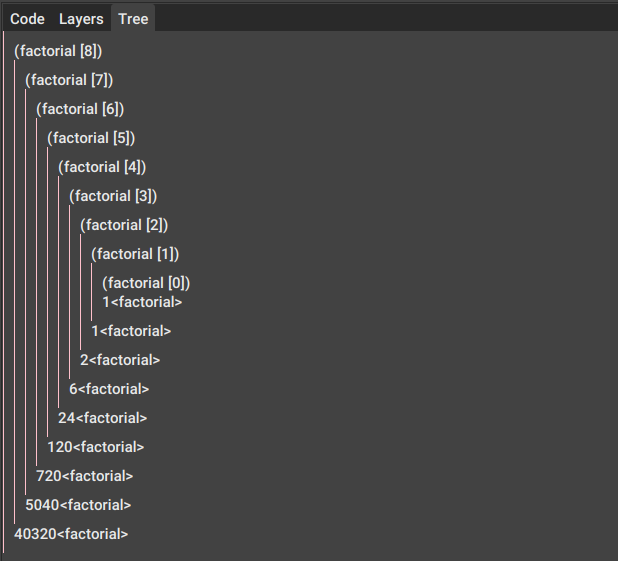 Code Layers Tree
(factorial [8])
(factorial [7])
(factorial [6])
(factorial [5])
(factorial [4])
(factorial [3])
(factorial [2])
(factorial [1])
(factorial [0])
1<factorial>
1<factorial>
2<factorial>
6<factorial>
24<factorial>
120<factorial>
720<factorial>
5040<factorial>
40320<factorial>